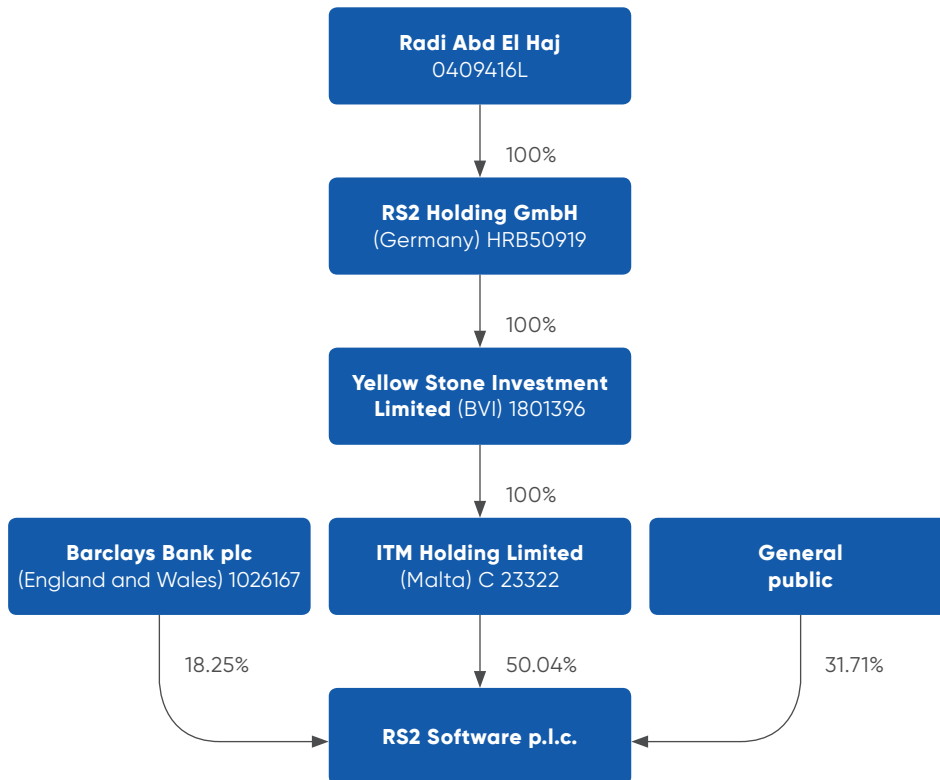 Radi Abd El Haj
0409416L
100%
RS2 Holding GmbH
(Germany) HRB50919
100%
Yellow Stone Investment
Limited (BVI) 1801396
100%
Barclays Bank plc
(England and Wales) 1026167
ITM Holding Limited
(Malta) C 23322
General
public
18.25%
50.04%
31.71%
RS2 Software p.l.c.